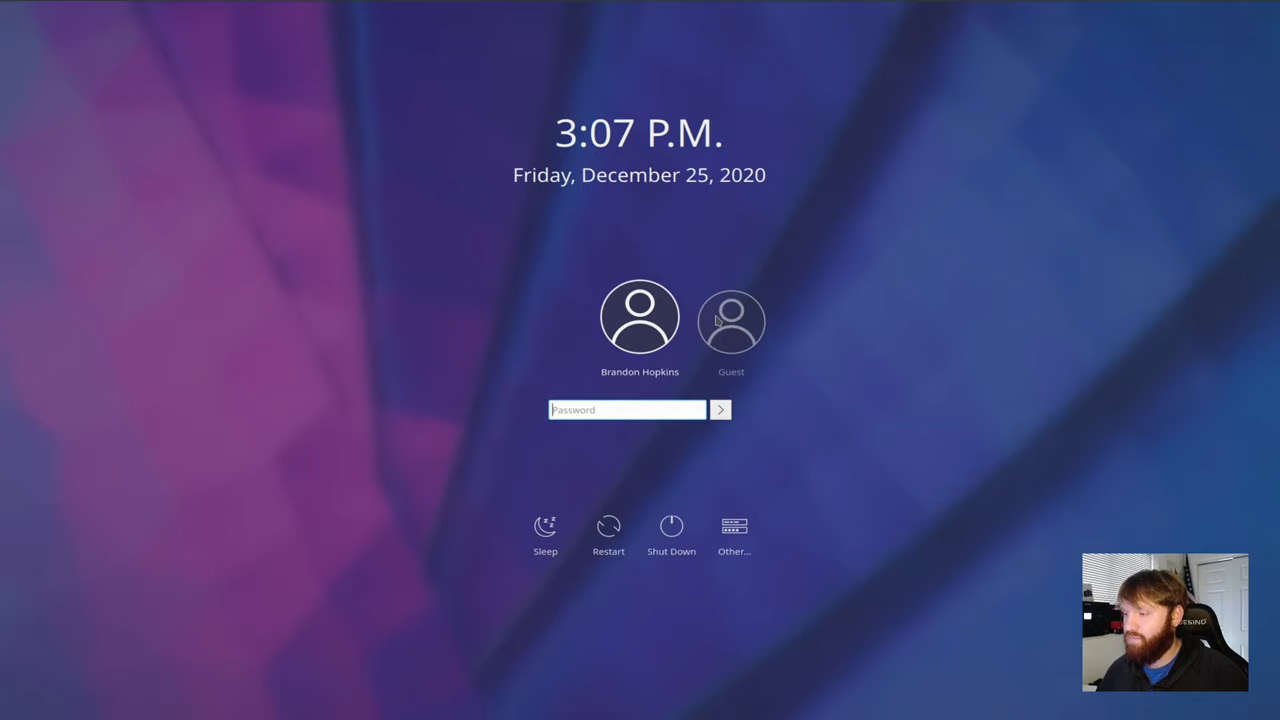 3:07 P.M.
Friday, December 25, 2020
Brandon Hopkins
Guest
Password
Sleep
Restart
Shut Down
Other...